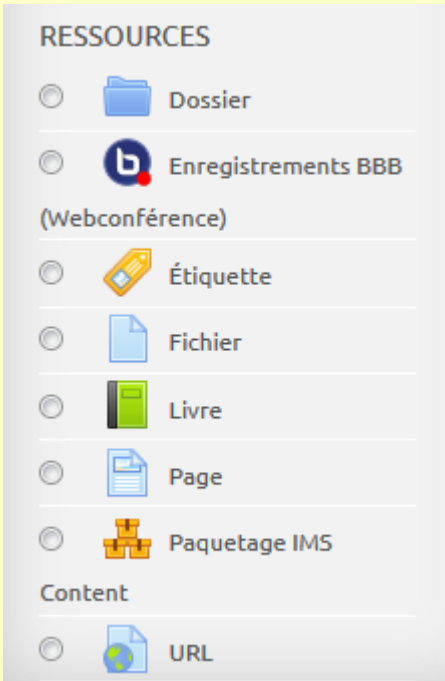 RESSOURCES
Dossier
Enregistrements BBB
(Webconférence)
Étiquette
Fichier
Livre
Page
Paquetage IMS
Content
URL